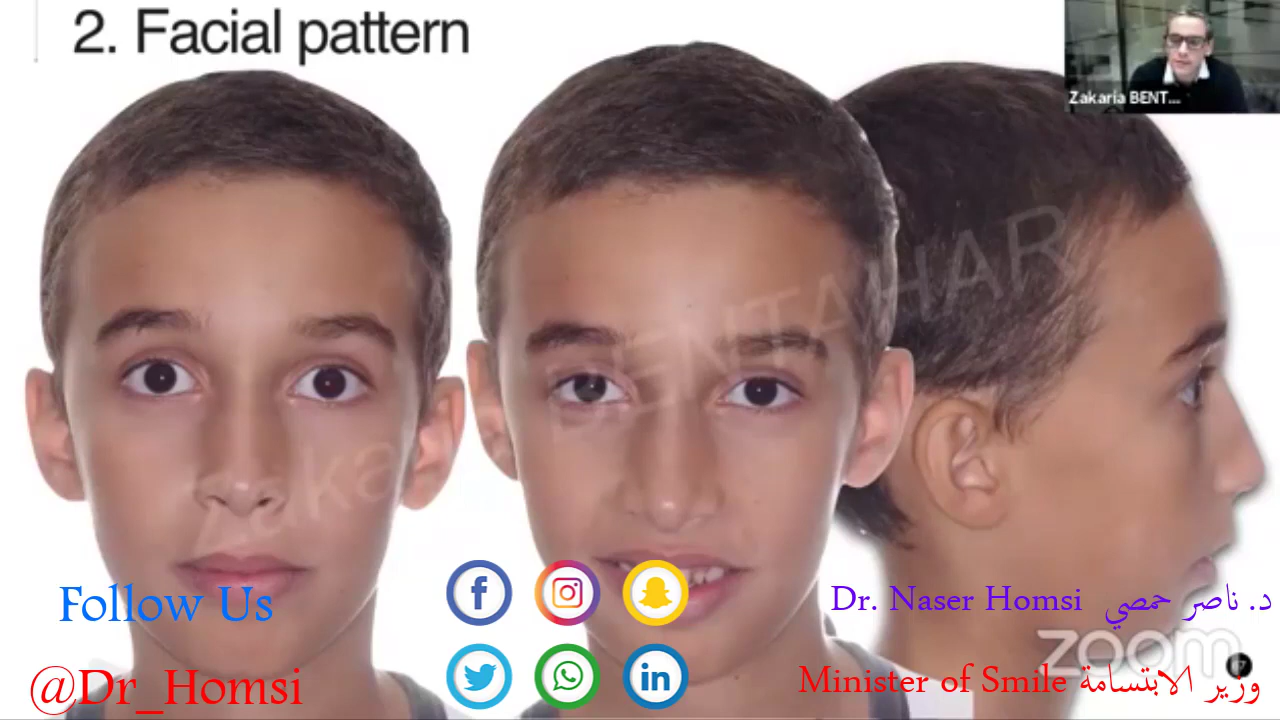 2. Facial pattern
Zakaria BENT...
BENTAHAR
Follow Us
@Dr_Homsi
Dr. Naser Homsi د. ناصر حمصي
zoom
Minister of Smile وزير الابتسامة